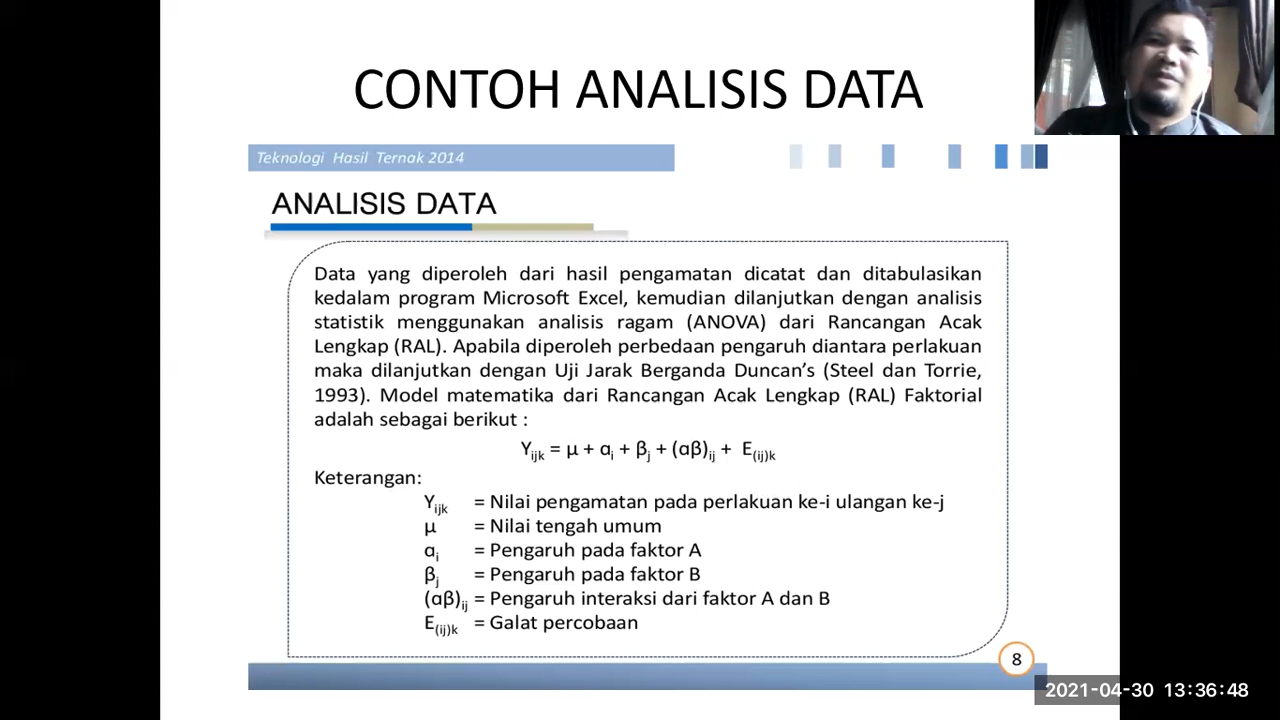 CONTOH ANALISIS DATA
Teknologi Hasil Ternak 2014
ANALISIS DATA
Data yang diperoleh dari hasil pengamatan dicatat dan ditabulasikan
kedalam program Microsoft Excel, kemudian dilanjutkan dengan analisis
statistik menggunakan analisis ragam (ANOVA) dari Rancangan Acak
Lengkap (RAL). Apabila diperoleh perbedaan pengaruh diantara perlakuan
maka dilanjutkan dengan Uji Jarak Berganda Duncan’s (Steel dan Torrie,
1993). Model matematika dari Rancangan Acak Lengkap (RAL) Faktorial
adalah sebagai berikut :
Yijk = μ + αi + βj + (αβ)ij + E(ij)k
Keterangan:
Yijk = Nilai pengamatan pada perlakuan ke-i ulangan ke-j
μ = Nilai tengah umum
αi = Pengaruh pada faktor A
βj = Pengaruh pada faktor B
(αβ)ij = Pengaruh interaksi dari faktor A dan B
E(ij)k = Galat percobaan
8
2021-04-30 13:36:48